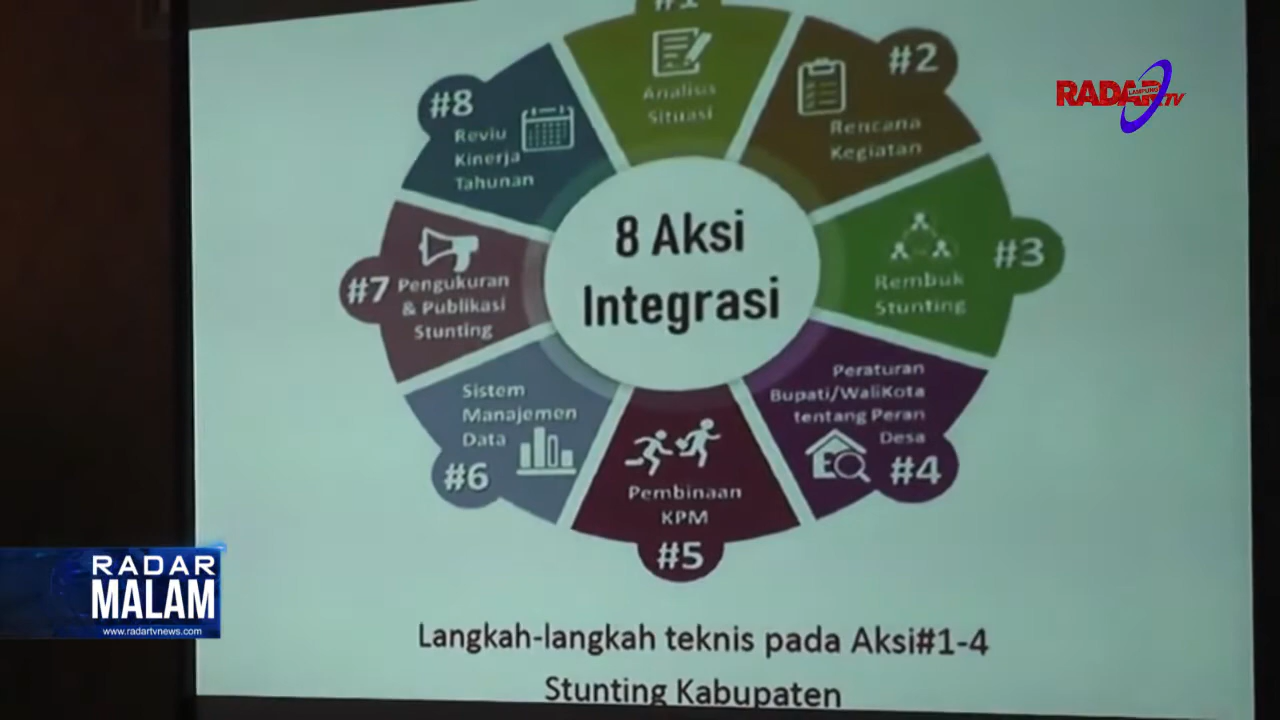 #1
Analisis
Situasi
#2
Rencana
Kegiatan
#3
Rembuk
Stunting
Peraturan
Bupati/WaliKota
tentang Peran
Desa
#4
Pembinaan
KPM
#5
Sistem
Manajemen
Data
#6
#7
Pengukuran
& Publikasi
Stunting
#8
Reviu
Kinerja
Tahunan
8 Aksi
Integrasi
Langkah-langkah teknis pada Aksi#1-4
Stunting Kabupaten
RADAR
LAMPUNG
TV
RADAR
MALAM
www.radartvnews.com